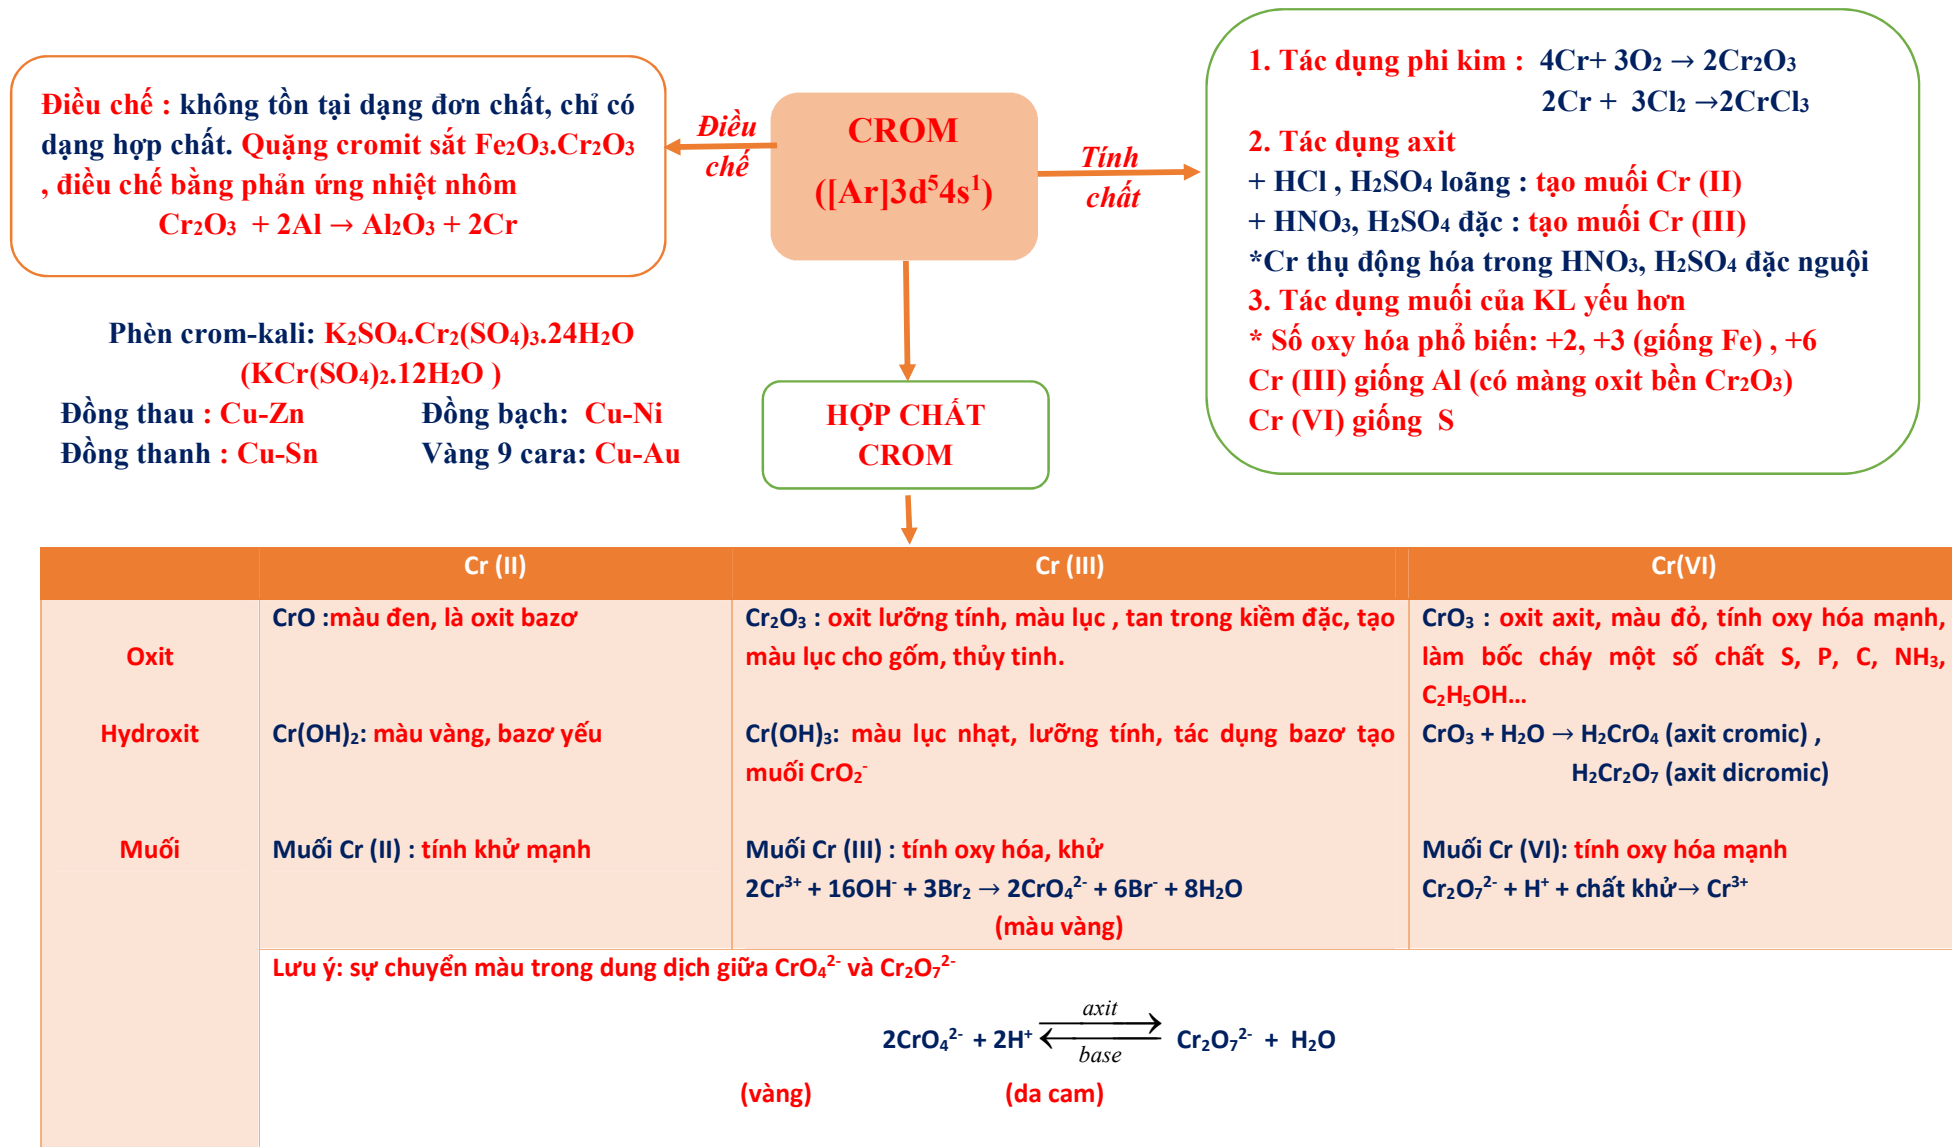 Điều chế : không tồn tại dạng đơn chất, chỉ có
dạng hợp chất. Quặng cromit sắt Fe₂O₃.Cr₂O₃
, điều chế bằng phản ứng nhiệt nhôm
Cr₂O₃ + 2Al → Al₂O₃ + 2Cr
Điều
chế
CROM
([Ar]3d⁵4s¹)
Tính
chất
1. Tác dụng phi kim : 4Cr+ 3O₂ → 2Cr₂O₃
2Cr + 3Cl₂ →2CrCl₃
2. Tác dụng axit
+ HCl , H₂SO₄ loãng : tạo muối Cr (II)
+ HNO₃, H₂SO₄ đặc : tạo muối Cr (III)
*Cr thụ động hóa trong HNO₃, H₂SO₄ đặc nguội
3. Tác dụng muối của KL yếu hơn
* Số oxy hóa phổ biến: +2, +3 (giống Fe) , +6
Cr (III) giống Al (có màng oxit bền Cr₂O₃)
Cr (VI) giống S
Phèn crom-kali: K₂SO₄.Cr₂(SO₄)₃.24H₂O
(KCr(SO₄)₂.12H₂O )
Đồng thau : Cu-Zn Đồng bạch: Cu-Ni
Đồng thanh : Cu-Sn Vàng 9 cara: Cu-Au
HỢP CHẤT
CROM
Cr (II) Cr (III) Cr(VI)
Oxit
CrO :màu đen, là oxit bazơ
Cr₂O₃ : oxit lưỡng tính, màu lục , tan trong kiềm đặc, tạo
màu lục cho gốm, thủy tinh.
CrO₃ : oxit axit, màu đỏ, tính oxy hóa mạnh,
làm bốc cháy một số chất S, P, C, NH₃,
C₂H₅OH...
Hydroxit
Cr(OH)₂: màu vàng, bazơ yếu
Cr(OH)₃: màu lục nhạt, lưỡng tính, tác dụng bazơ tạo
muối CrO₂⁻
CrO₃ + H₂O → H₂CrO₄ (axit cromic) ,
H₂Cr₂O₇ (axit dicromic)
Muối
Muối Cr (II) : tính khử mạnh
Muối Cr (III) : tính oxy hóa, khử
2Cr³⁺ + 16OH⁻ + 3Br₂ → 2CrO₄²⁻ + 6Br⁻ + 8H₂O
(màu vàng)
Muối Cr (VI): tính oxy hóa mạnh
Cr₂O₇²⁻ + H⁺ + chất khử→ Cr³⁺
Lưu ý: sự chuyển màu trong dung dịch giữa CrO₄²⁻ và Cr₂O₇²⁻
axit
2CrO₄²⁻ + 2H⁺ ⇄ Cr₂O₇²⁻ + H₂O
base
(vàng) (da cam)